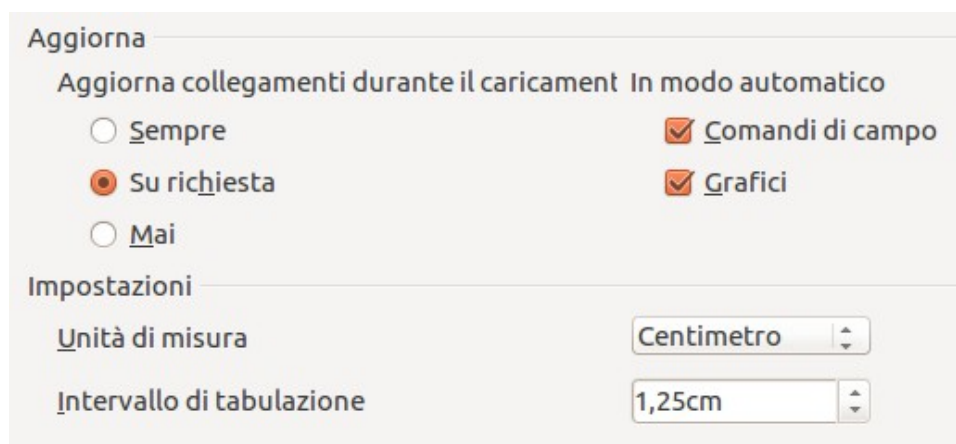 Aggiorna
Aggiorna collegamenti durante il caricament In modo automatico
Sempre Comandi di campo
Su richiesta Grafici
Mai
Impostazioni
Unità di misura Centimetro
Intervallo di tabulazione 1,25cm